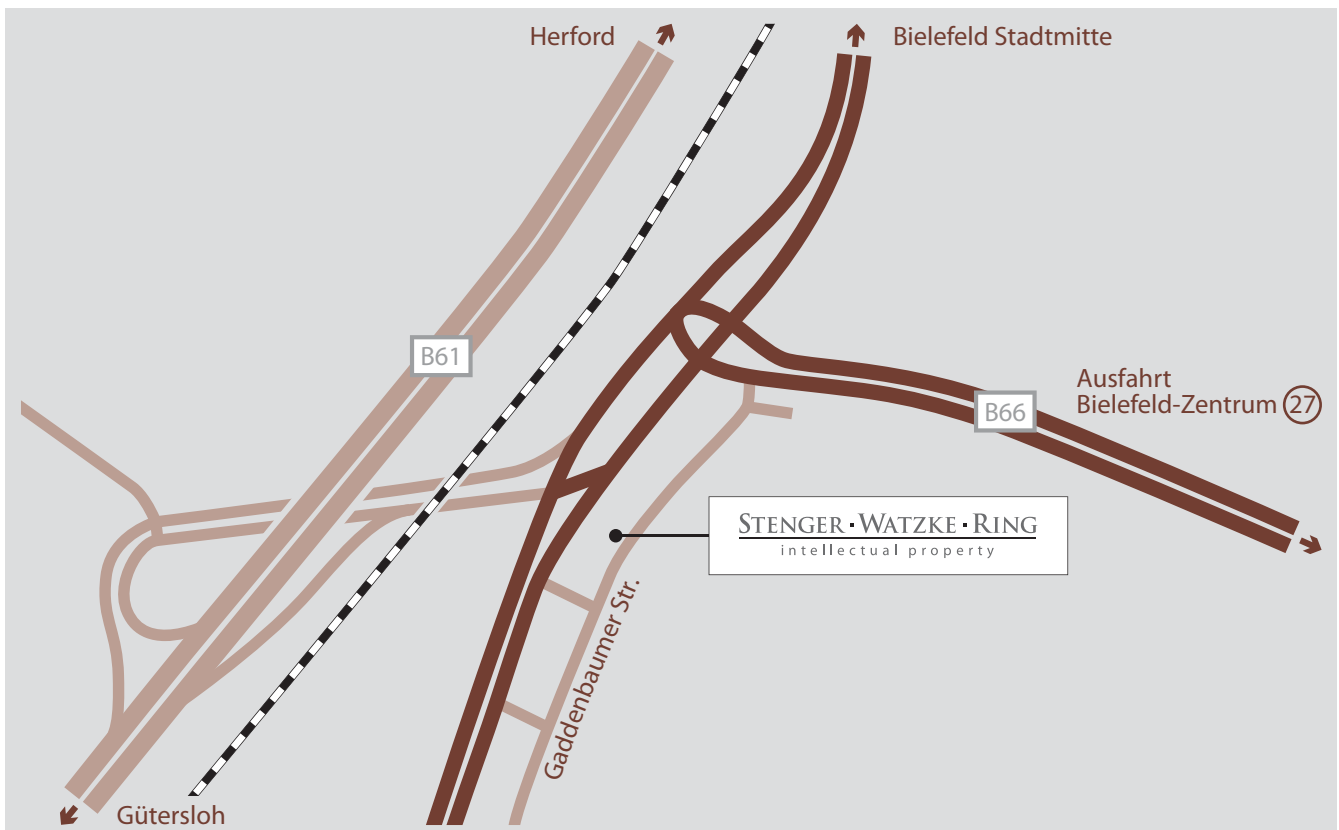 Herford
Bielefeld Stadtmitte
B61
Ausfahrt
Bielefeld-Zentrum 27
B66
STENGER·WATZKE·RING
intellectual property
Gaddenbaumer Str.
Gütersloh